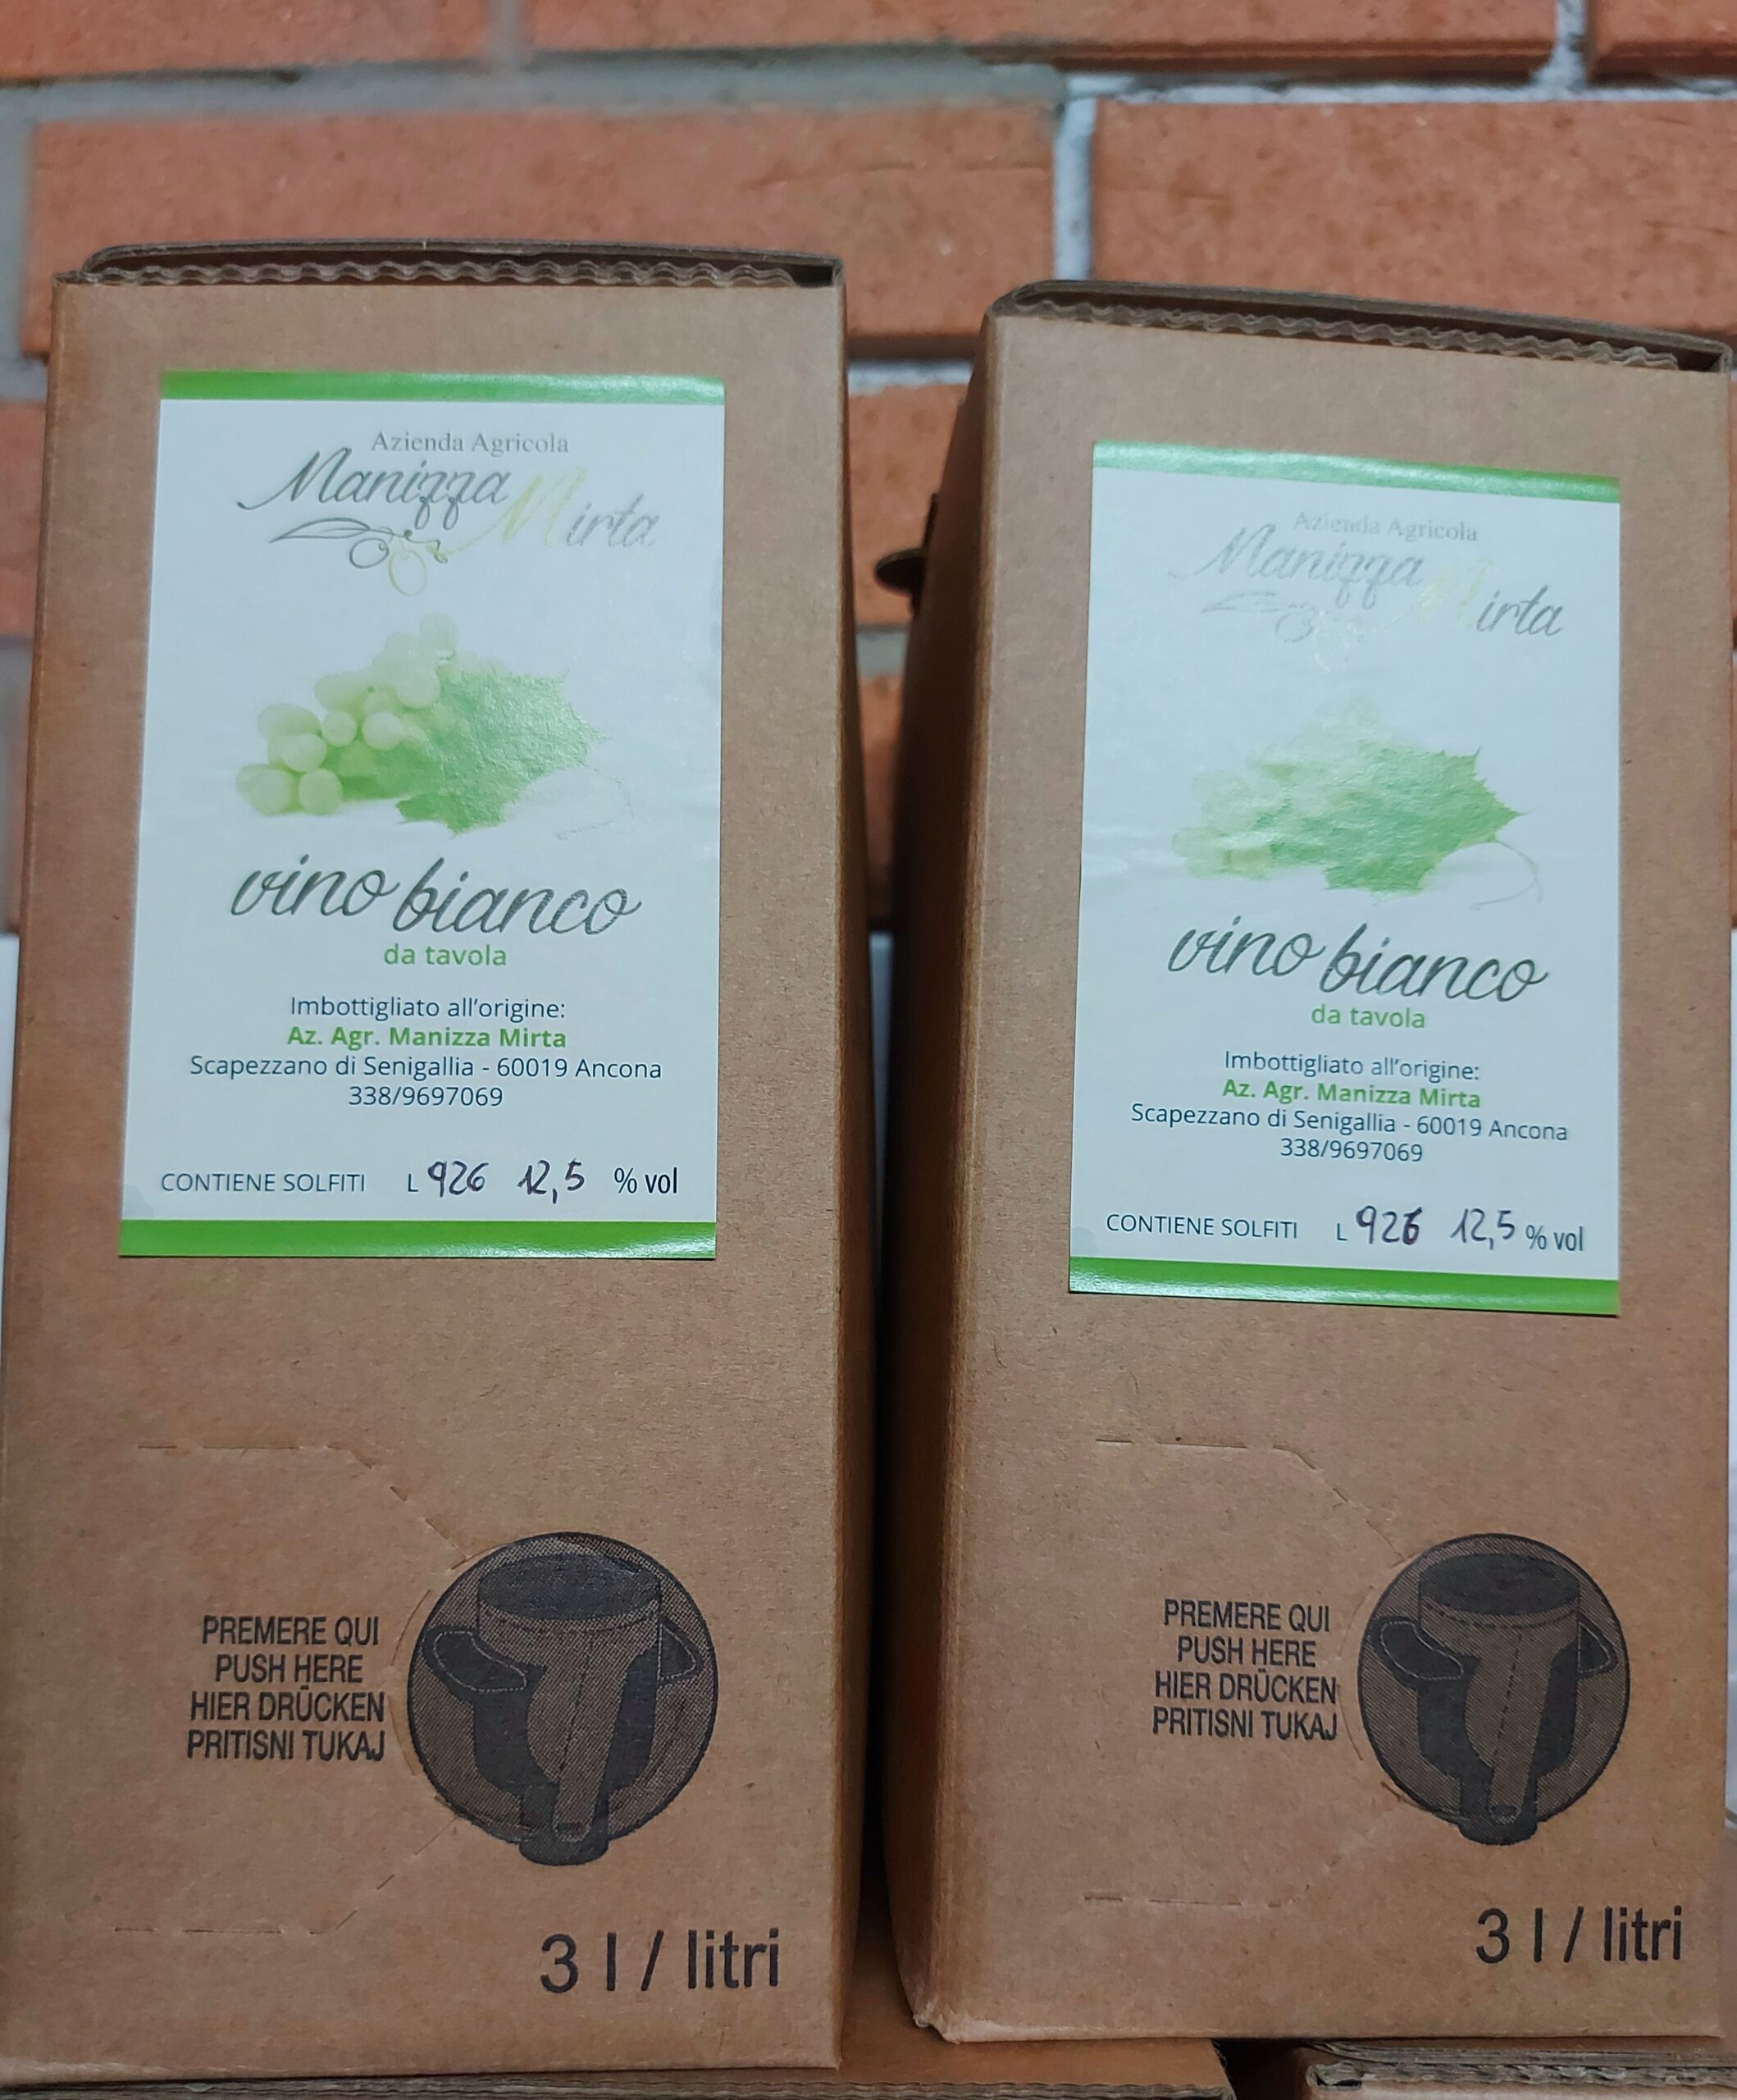 Azienda Agricola
Manizza Mirta
vino bianco
da tavola
Imbottigliato all'origine:
Az. Agr. Manizza Mirta
Scapezzano di Senigallia - 60019 Ancona
338/9697069
CONTIENE SOLFITI L 926 12,5 % vol
PREMERE QUI
PUSH HERE
HIER DRÜCKEN
PRITISNI TUKAJ
3 l / litri
Azienda Agricola
Manizza Mirta
vino bianco
da tavola
Imbottigliato all'origine:
Az. Agr. Manizza Mirta
Scapezzano di Senigallia - 60019 Ancona
338/9697069
CONTIENE SOLFITI L 926 12,5 % vol
PREMERE QUI
PUSH HERE
HIER DRÜCKEN
PRITISNI TUKAJ
3 l / litri